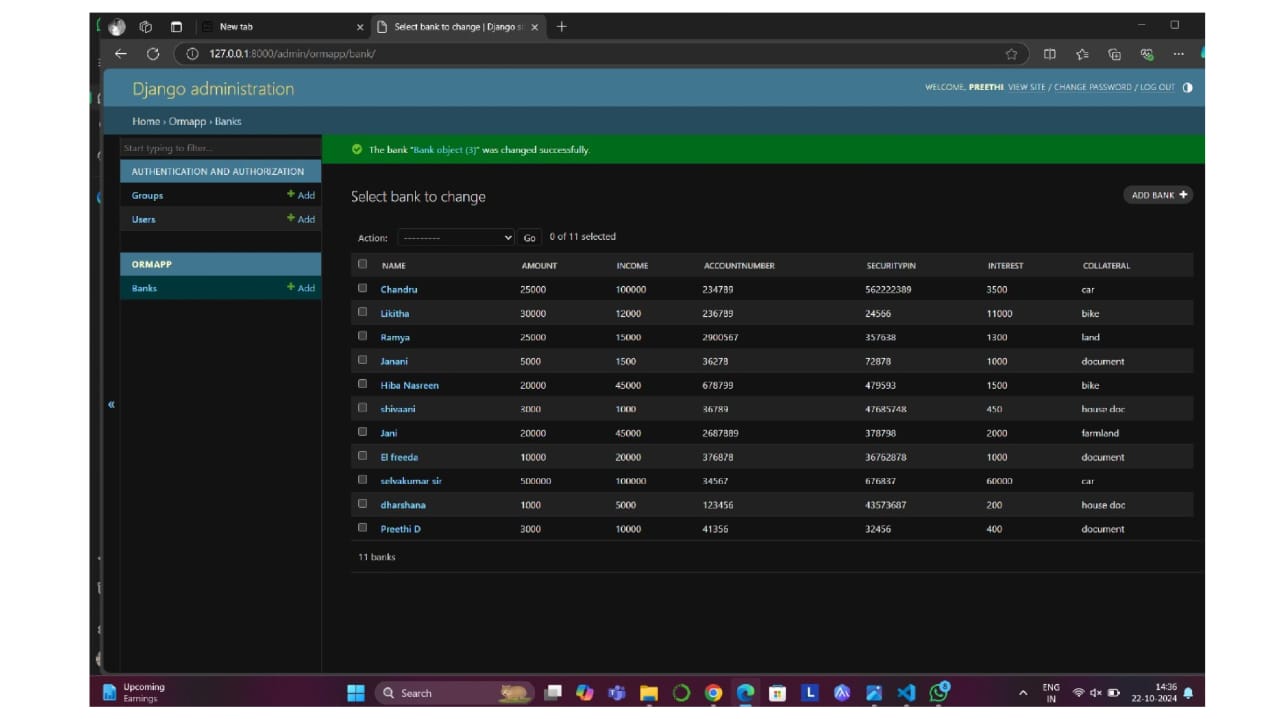 New tab
Select bank to change | Django si
127.0.0.1:8000/admin/ormapp/bank/
Django administration
WELCOME, PREETHI. VIEW SITE / CHANGE PASSWORD / LOG OUT
Home › Ormapp › Banks
Start typing to filter...
The bank "Bank object (3)" was changed successfully.
AUTHENTICATION AND AUTHORIZATION
Groups + Add
Users + Add
ORMAPP
Banks + Add
«
Select bank to change
ADD BANK +
Action: --------- Go 0 of 11 selected
NAME AMOUNT INCOME ACCOUNTNUMBER SECURITYPIN INTEREST COLLATERAL
Chandru 25000 100000 234789 562222389 3500 car
Likitha 30000 12000 236789 24566 11000 bike
Ramya 25000 15000 2900567 357638 1300 land
Janani 5000 1500 36278 72878 1000 document
Hiba Nasreen 20000 45000 678799 479593 1500 bike
shivaani 3000 1000 36789 47685748 450 house doc
Jani 20000 45000 2687889 378798 2000 farmland
El freeda 10000 20000 376878 36762878 1000 document
selvakumar sir 500000 100000 34567 676837 60000 car
dharshana 1000 5000 123456 43573687 200 house doc
Preethi D 3000 10000 41356 32456 400 document
11 banks
Upcoming
Earnings
Search
ENG
IN
14:36
22-10-2024